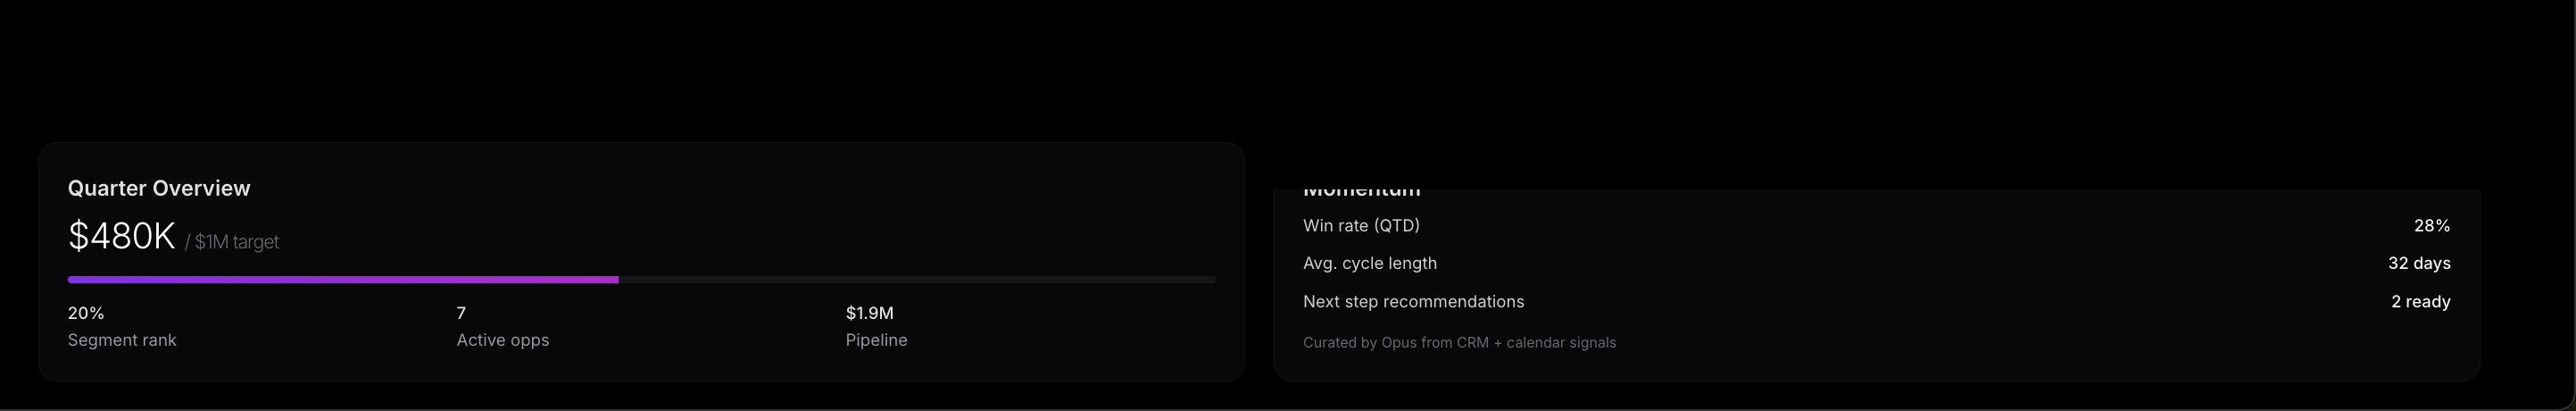 Quarter Overview
$480K / $1M target
20%
Segment rank
7
Active opps
$1.9M
Pipeline
Momentum
Win rate (QTD) 28%
Avg. cycle length 32 days
Next step recommendations 2 ready
Curated by Opus from CRM + calendar signals